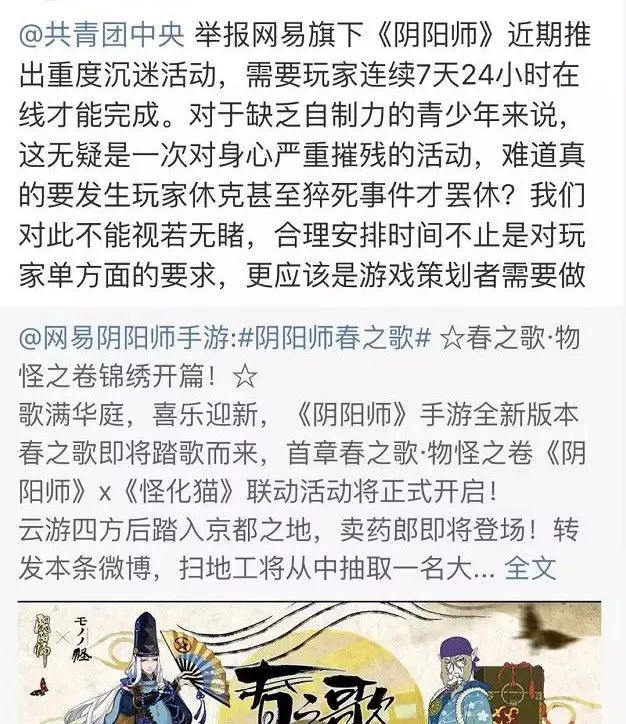 @共青团中央 举报网易旗下《阴阳师》近期推
出重度沉迷活动，需要玩家连续7天24小时在
线才能完成。对于缺乏自制力的青少年来说，
这无疑是一次对身心严重摧残的活动，难道真
的要发生玩家休克甚至猝死事件才罢休？我们
对此不能视若无睹，合理安排时间不止是对玩
家单方面的要求，更应该是游戏策划者需要做
@网易阴阳师手游:#阴阳师春之歌# ☆春之歌·物
怪之卷锦绣开篇！☆
歌满华庭，喜乐迎新，《阴阳师》手游全新版本
春之歌即将踏歌而来，首章春之歌·物怪之卷《阴
阳师》x《怪化猫》联动活动将正式开启！
云游四方后踏入京都之地，卖药郎即将登场！转
发本条微博，扫地工将从中抽取一名大... 全文
阴阳师 × モノノ怪
春之歌